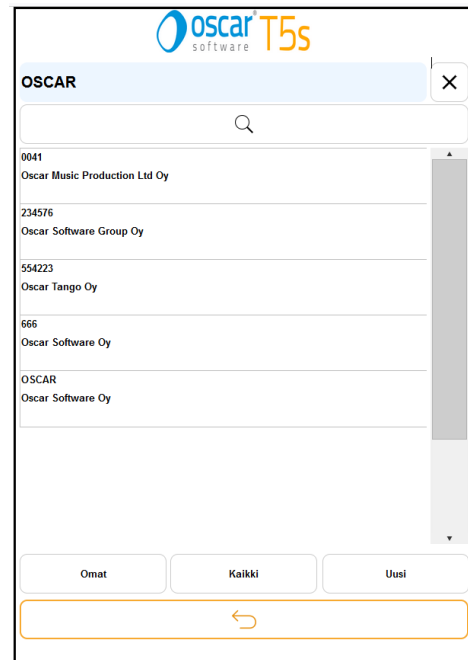 oscar® T5s
software
OSCAR
0041
Oscar Music Production Ltd Oy
234576
Oscar Software Group Oy
554223
Oscar Tango Oy
666
Oscar Software Oy
OSCAR
Oscar Software Oy
Omat Kaikki Uusi